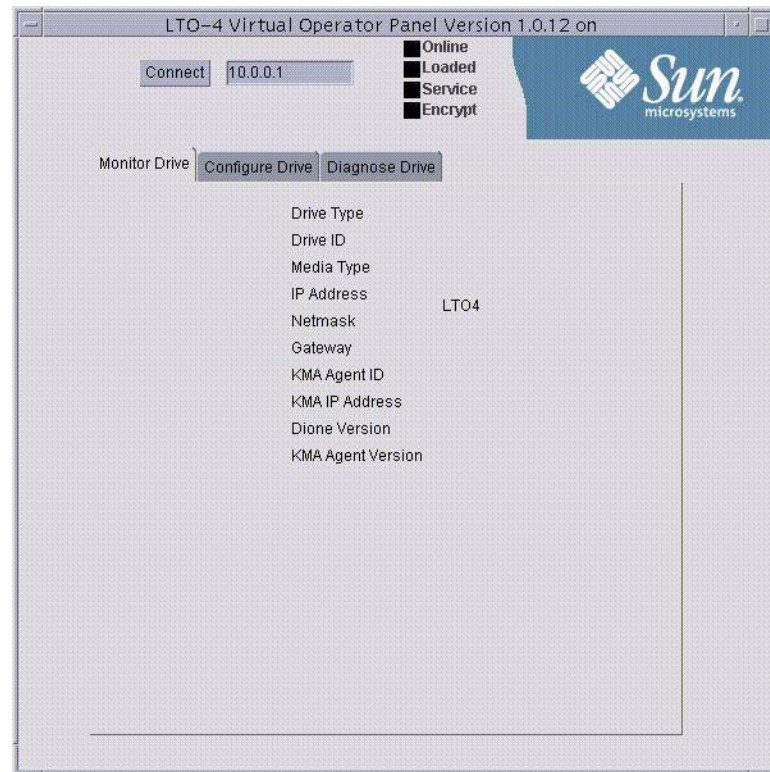 LTO-4 Virtual Operator Panel Version 1.0.12 on
Connect
10.0.0.1
Online
Loaded
Service
Encrypt
Sun
microsystems
Monitor Drive
Configure Drive
Diagnose Drive
Drive Type
Drive ID
Media Type
IP Address
LTO4
Netmask
Gateway
KMA Agent ID
KMA IP Address
Dione Version
KMA Agent Version